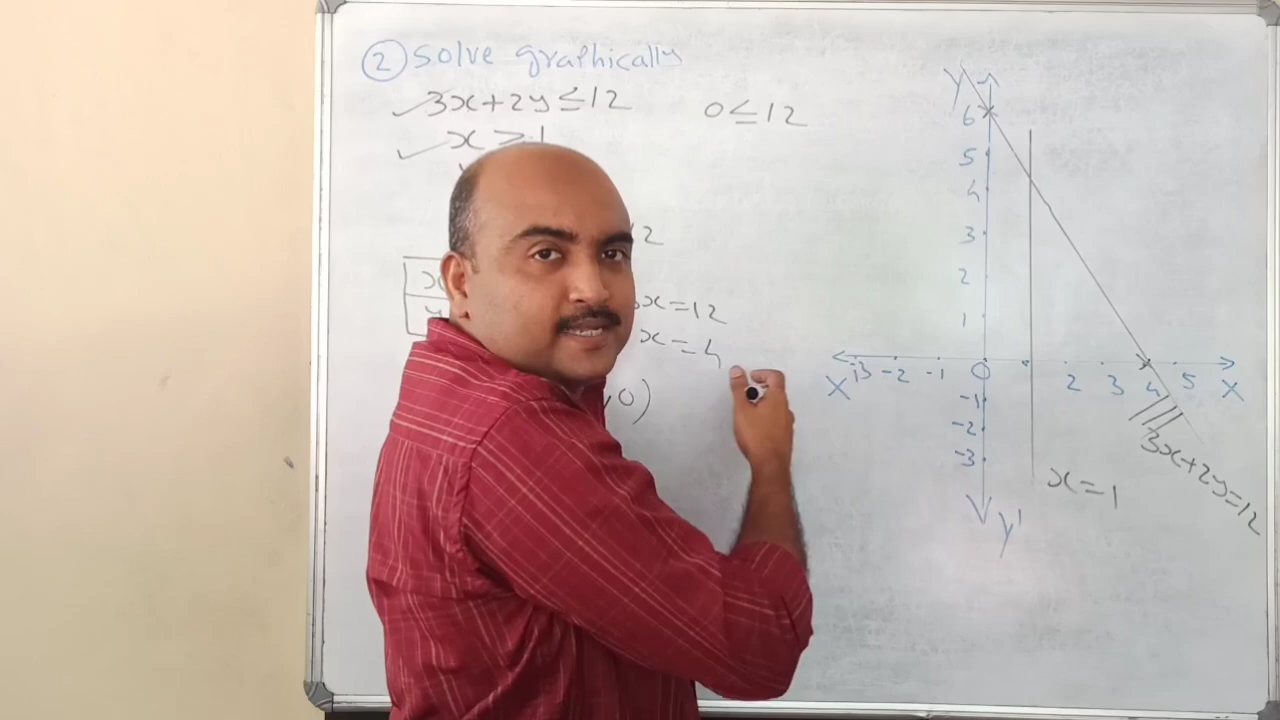 ② Solve graphically
3x+2y≤12 0≤12
x ≥ 1
12
x
y
x=12
x=4
,0)
Y
6
5
4
3
2
1
-3 -2 -1 0 2 3 4 5
X X
-1
-2
-3
x=1
3x+2y=12
y'